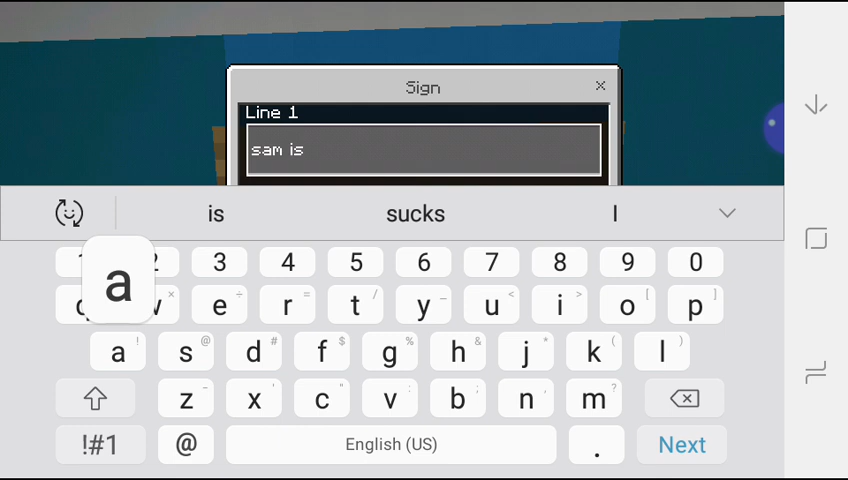 Sign ×
Line 1
sam is
is sucks I
1 2 3 4 5 6 7 8 9 0
a
q w × e ÷ r = t / y _ u < i > o [ p ]
a ! s @ d # f $ g % h & j * k ( l )
z - x ' c " v : b ; n , m ?
!#1 @ English (US) . Next